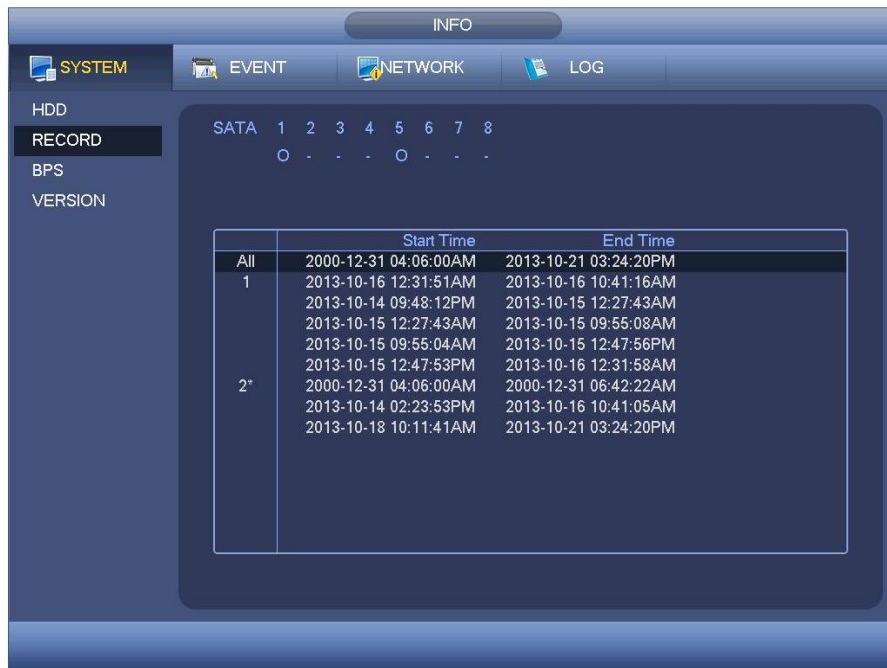 INFO
SYSTEM EVENT NETWORK LOG
HDD
RECORD
BPS
VERSION
SATA 1 2 3 4 5 6 7 8
O - - - O - - -
Start Time End Time
All 2000-12-31 04:06:00AM 2013-10-21 03:24:20PM
1 2013-10-16 12:31:51AM 2013-10-16 10:41:16AM
2013-10-14 09:48:12PM 2013-10-15 12:27:43AM
2013-10-15 12:27:43AM 2013-10-15 09:55:08AM
2013-10-15 09:55:04AM 2013-10-15 12:47:56PM
2013-10-15 12:47:53PM 2013-10-16 12:31:58AM
2* 2000-12-31 04:06:00AM 2000-12-31 06:42:22AM
2013-10-14 02:23:53PM 2013-10-16 10:41:05AM
2013-10-18 10:11:41AM 2013-10-21 03:24:20PM